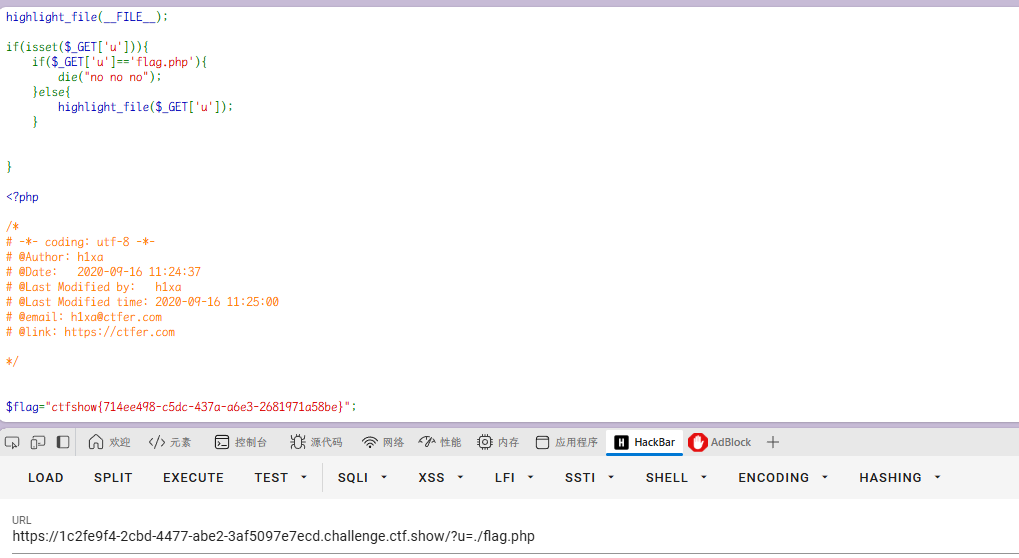 highlight_file(__FILE__);
if(isset($_GET['u'])){
if($_GET['u']=='flag.php'){
die("no no no");
}else{
highlight_file($_GET['u']);
}
}
<?php
/*
# -*- coding: utf-8 -*-
# @Author: h1xa
# @Date:   2020-09-16 11:24:37
# @Last Modified by:   h1xa
# @Last Modified time: 2020-09-16 11:25:00
# @email: h1xa@ctfer.com
# @link: https://ctfer.com
*/
$flag="ctfshow{714ee498-c5dc-437a-a6e3-2681971a58be}";
欢迎 </> 元素 控制台 源代码 网络 性能 内存 应用程序 H HackBar AdBlock +
LOAD SPLIT EXECUTE TEST SQLI XSS LFI SSTI SHELL ENCODING HASHING
URL
https://1c2fe9f4-2cbd-4477-abe2-3af5097e7ecd.challenge.ctf.show/?u=./flag.php